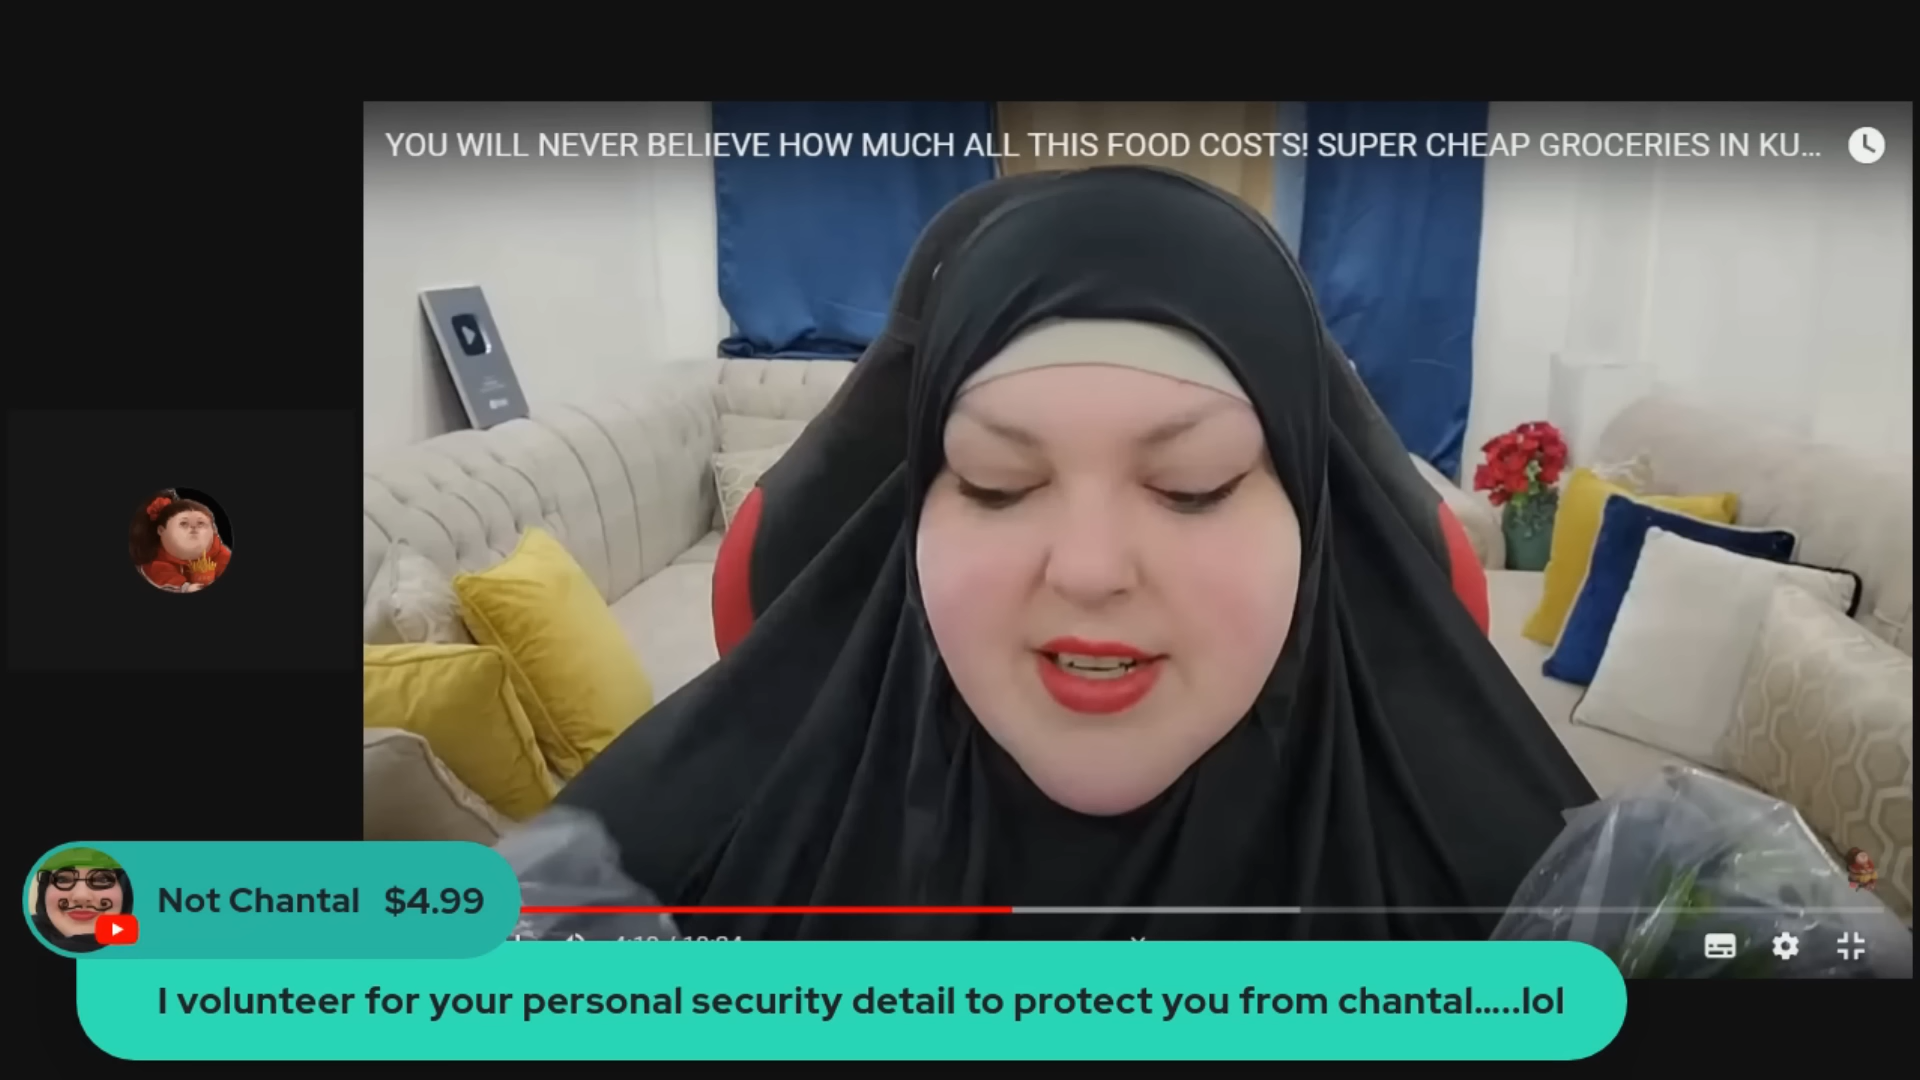 YOU WILL NEVER BELIEVE HOW MUCH ALL THIS FOOD COSTS! SUPER CHEAP GROCERIES IN KU...
Not Chantal $4.99
I volunteer for your personal security detail to protect you from chantal.....lol